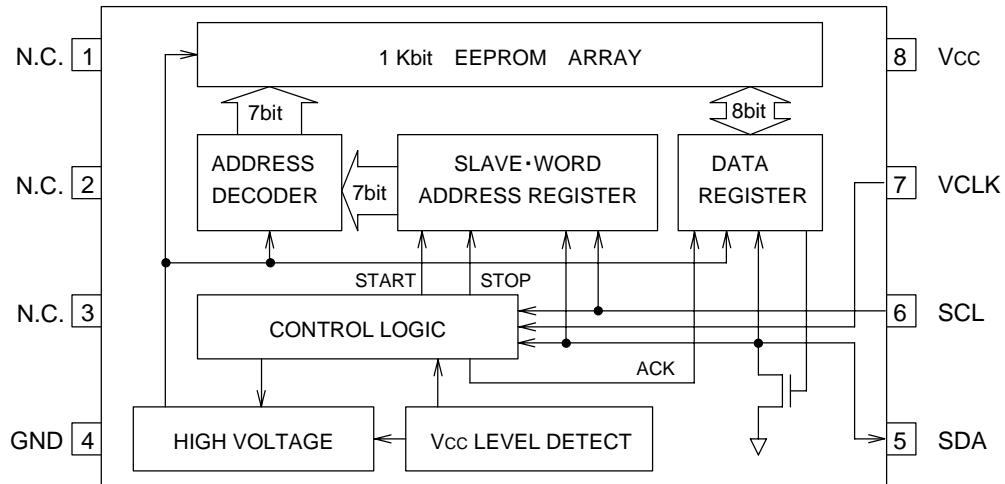 N.C. 1
1 Kbit EEPROM ARRAY
8 VCC
7bit
8bit
N.C. 2
ADDRESS
DECODER
7bit
SLAVE・WORD
ADDRESS REGISTER
DATA
REGISTER
7 VCLK
START
STOP
N.C. 3
CONTROL LOGIC
6 SCL
ACK
GND 4
HIGH VOLTAGE
VCC LEVEL DETECT
5 SDA